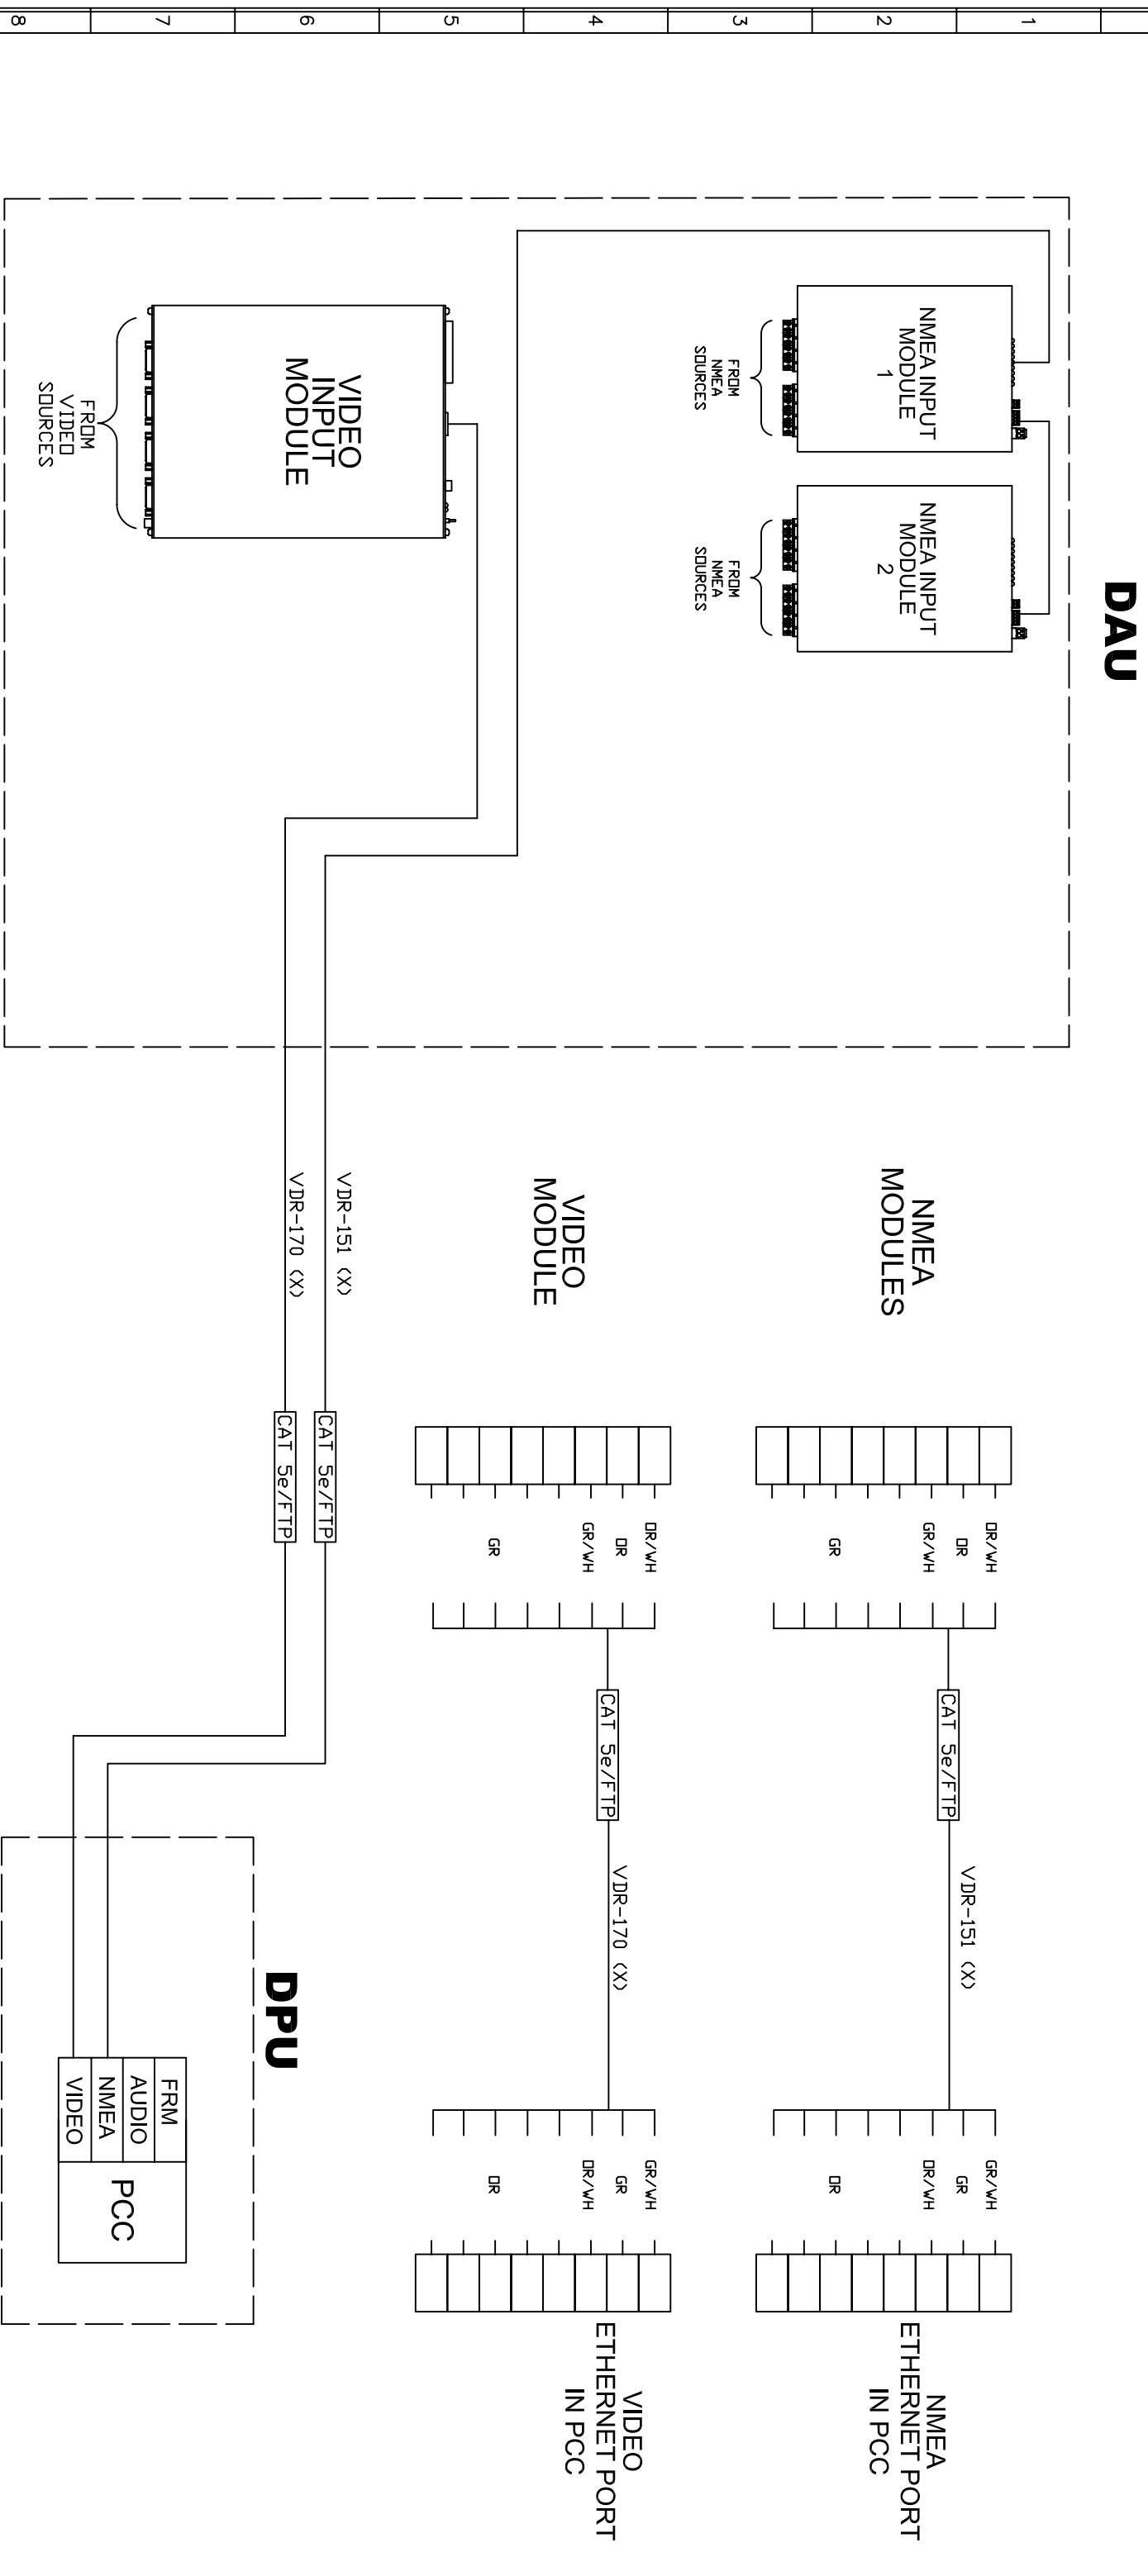 DAU
1
2
3
4
5
6
7
8
NMEA INPUT
MODULE
1
FROM
NMEA
SOURCES
NMEA INPUT
MODULE
2
FROM
NMEA
SOURCES
VIDEO
INPUT
MODULE
FROM
VIDEO
SOURCES
NMEA
MODULES
OR/WH
OR
GR/WH
GR
CAT 5e/FTP
VDR-151 (X)
GR/WH
GR
OR/WH
OR
NMEA
ETHERNET PORT
IN PCC
VIDEO
MODULE
OR/WH
OR
GR/WH
GR
CAT 5e/FTP
VDR-170 (X)
GR/WH
GR
OR/WH
OR
VIDEO
ETHERNET PORT
IN PCC
VDR-151 (X)
CAT 5e/FTP
VDR-170 (X)
CAT 5e/FTP
DPU
FRM
AUDIO
NMEA
VIDEO
PCC